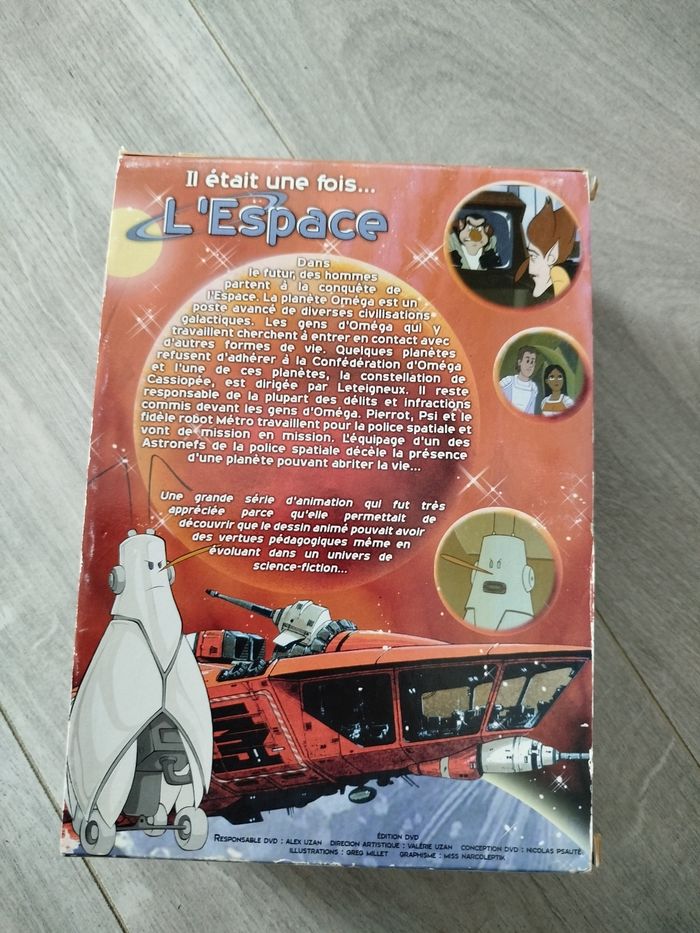 Il était une fois...
L'Espace
Dans
le futur, des hommes
partent à la conquête de
l'Espace. La planète Oméga est un
poste avancé de diverses civilisations
galactiques. Les gens d'Oméga qui y
travaillent cherchent à entrer en contact avec
d'autres formes de vie. Quelques planètes
refusent d'adhérer à la Confédération d'Oméga
et l'une de ces planètes, la constellation de
Cassiopée, est dirigée par Leteigneux. Il reste
responsable de la plupart des délits et infractions
commis devant les gens d'Oméga. Pierrot, Psi et le
fidèle robot Métro travaillent pour la police spatiale et
vont de mission en mission. L'équipage d'un des
Astronefs de la police spatiale décèle la présence
d'une planète pouvant abriter la vie...
Une grande série d'animation qui fut très
appréciée parce qu'elle permettait de
découvrir que le dessin animé pouvait avoir
des vertues pédagogiques même en
évoluant dans un univers de
science-fiction...
ÉDITION DVD
RESPONSABLE DVD : ALEX UZAN DIRECION ARTISTIQUE : VALÉRIE UZAN CONCEPTION DVD : NICOLAS PSAUTÉ
ILLUSTRATIONS : GREG MILLET GRAPHISME : MISS NARCOLEPTIK